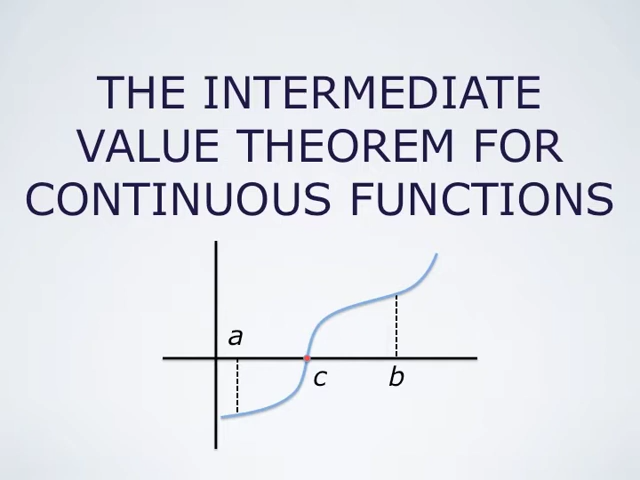 THE INTERMEDIATE
VALUE THEOREM FOR
CONTINUOUS FUNCTIONS
a
c
b